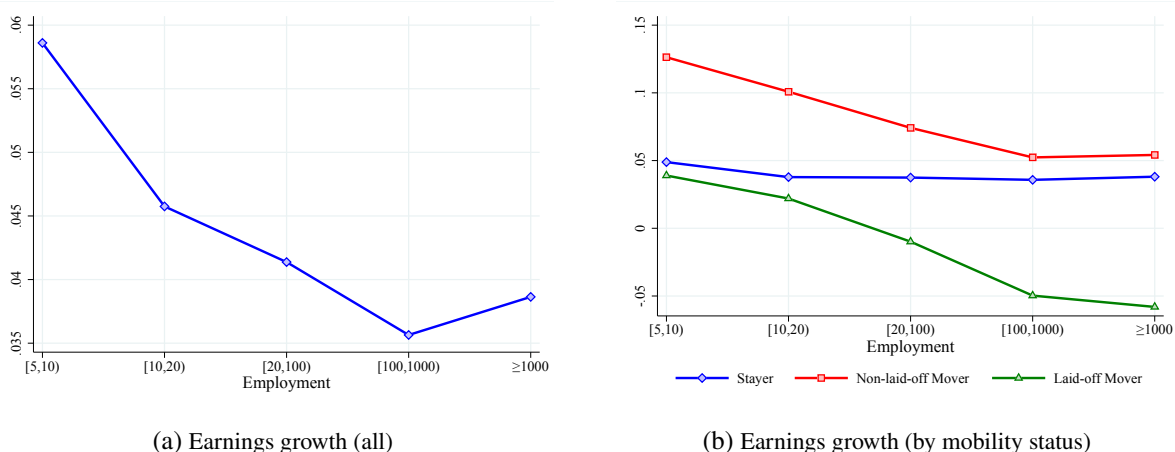 .06
.055
.05
.045
.04
.035
[5,10) [10,20) [20,100) [100,1000) ≥1000
Employment
(a) Earnings growth (all)
.15
.1
.05
0
-.05
[5,10) [10,20) [20,100) [100,1000) ≥1000
Employment
Stayer Non-laid-off Mover Laid-off Mover
(b) Earnings growth (by mobility status)